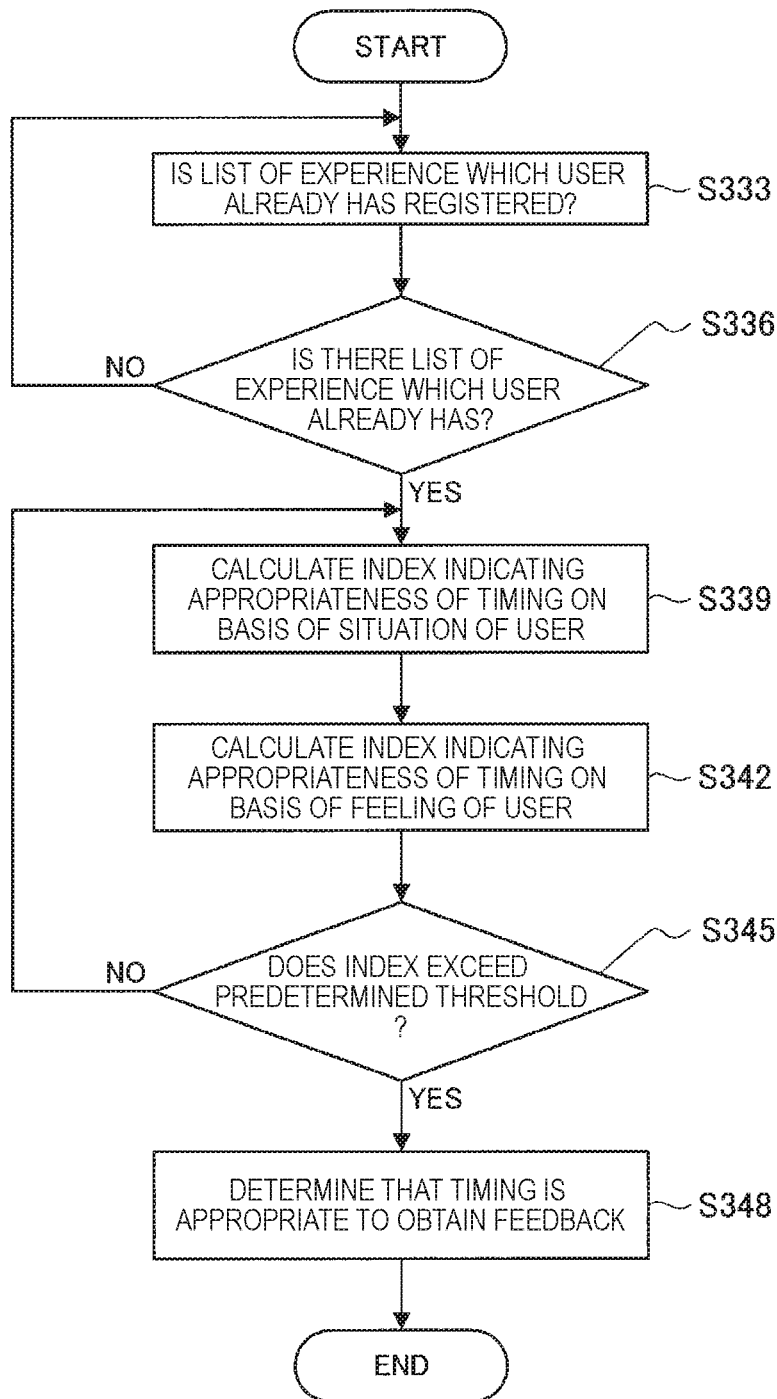 START
IS LIST OF EXPERIENCE WHICH USER
ALREADY HAS REGISTERED?
S333
S336
IS THERE LIST OF
EXPERIENCE WHICH USER
ALREADY HAS?
NO
YES
CALCULATE INDEX INDICATING
APPROPRIATENESS OF TIMING ON
BASIS OF SITUATION OF USER
S339
CALCULATE INDEX INDICATING
APPROPRIATENESS OF TIMING ON
BASIS OF FEELING OF USER
S342
S345
DOES INDEX EXCEED
PREDETERMINED THRESHOLD
?
NO
YES
DETERMINE THAT TIMING IS
APPROPRIATE TO OBTAIN FEEDBACK
S348
END